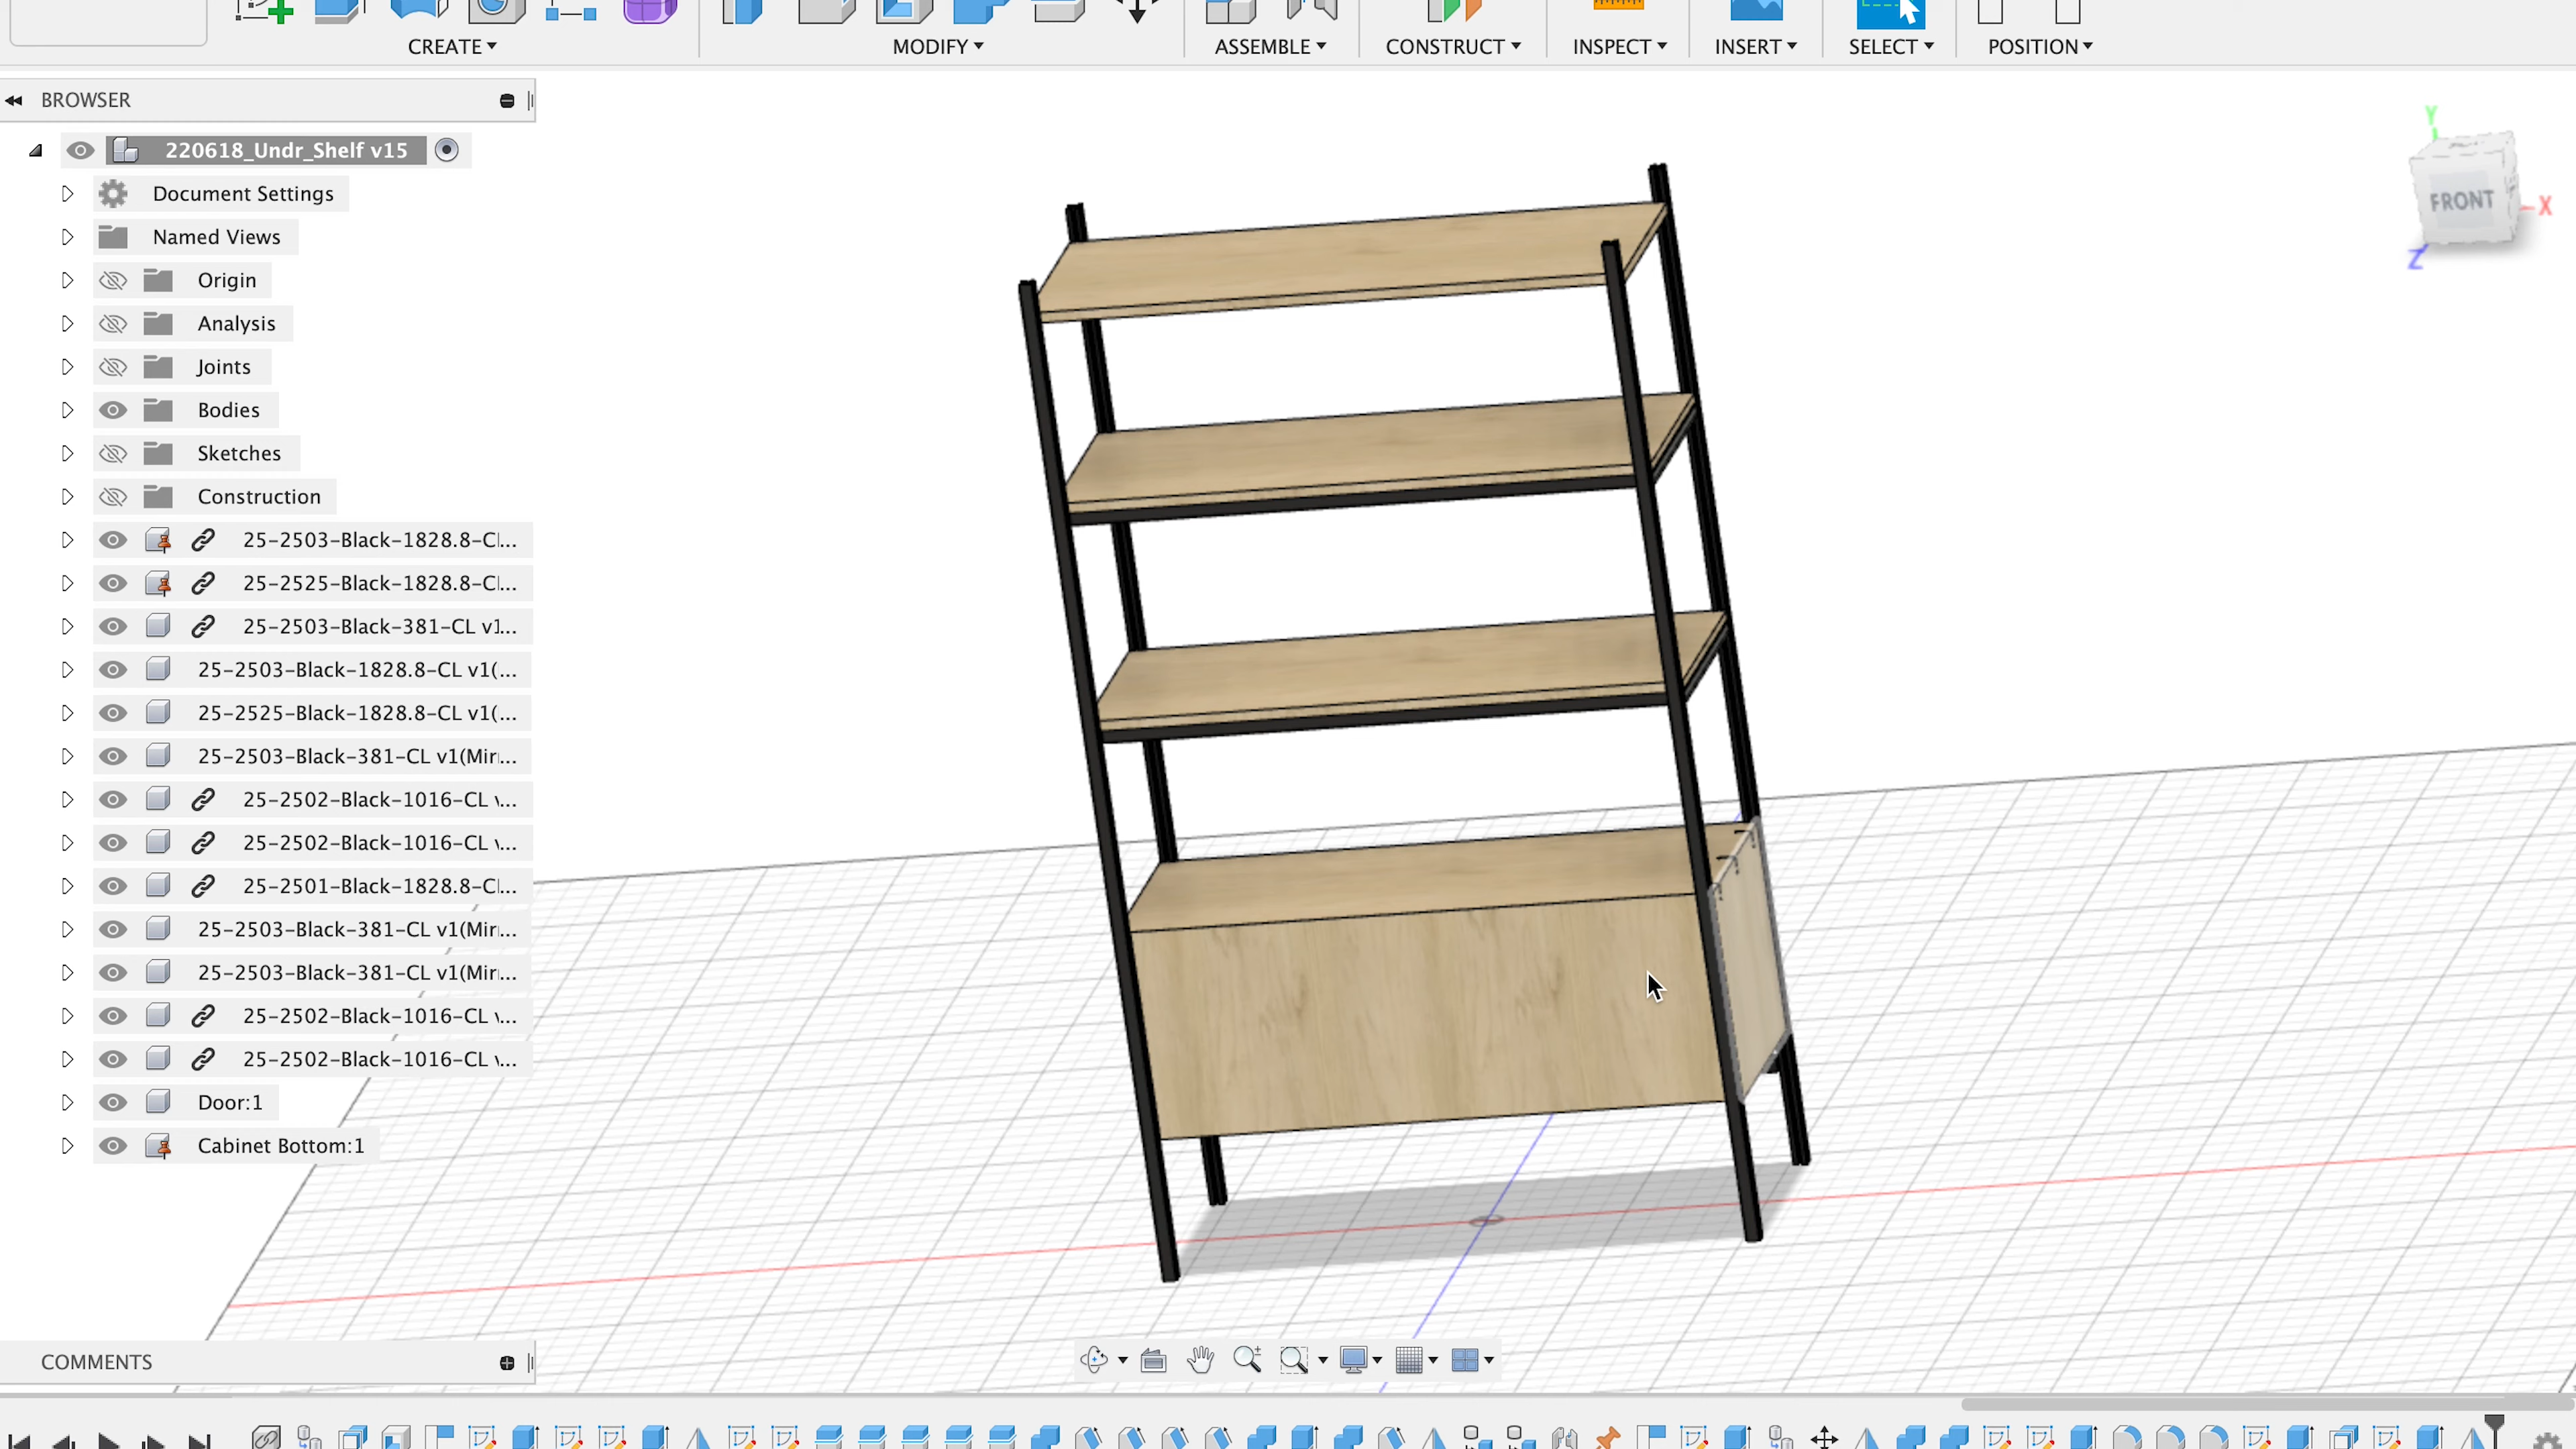 CREATE MODIFY ASSEMBLE CONSTRUCT INSPECT INSERT SELECT POSITION
BROWSER
220618_Undr_Shelf v15
Document Settings
Named Views
Origin
Analysis
Joints
Bodies
Sketches
Construction
25-2503-Black-1828.8-Cl...
25-2525-Black-1828.8-Cl...
25-2503-Black-381-CL v1...
25-2503-Black-1828.8-CL v1(...
25-2525-Black-1828.8-CL v1(...
25-2503-Black-381-CL v1(Mir...
25-2502-Black-1016-CL v...
25-2502-Black-1016-CL v...
25-2501-Black-1828.8-Cl...
25-2503-Black-381-CL v1(Mir...
25-2503-Black-381-CL v1(Mir...
25-2502-Black-1016-CL v...
25-2502-Black-1016-CL v...
Door:1
Cabinet Bottom:1
Y
FRONT
X
Z
COMMENTS